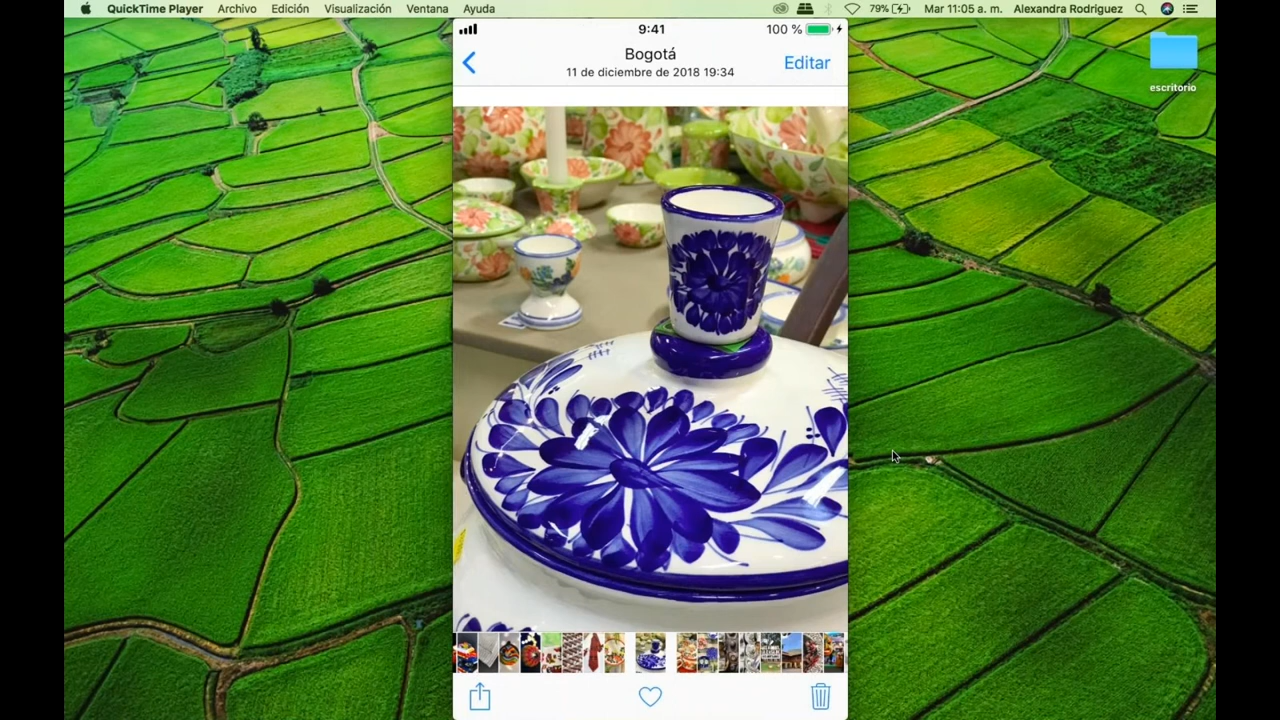 QuickTime Player Archivo Edición Visualización Ventana Ayuda 79% Mar 11:05 a. m. Alexandra Rodriguez
9:41 100 %
Bogotá
11 de diciembre de 2018 19:34
Editar
escritorio